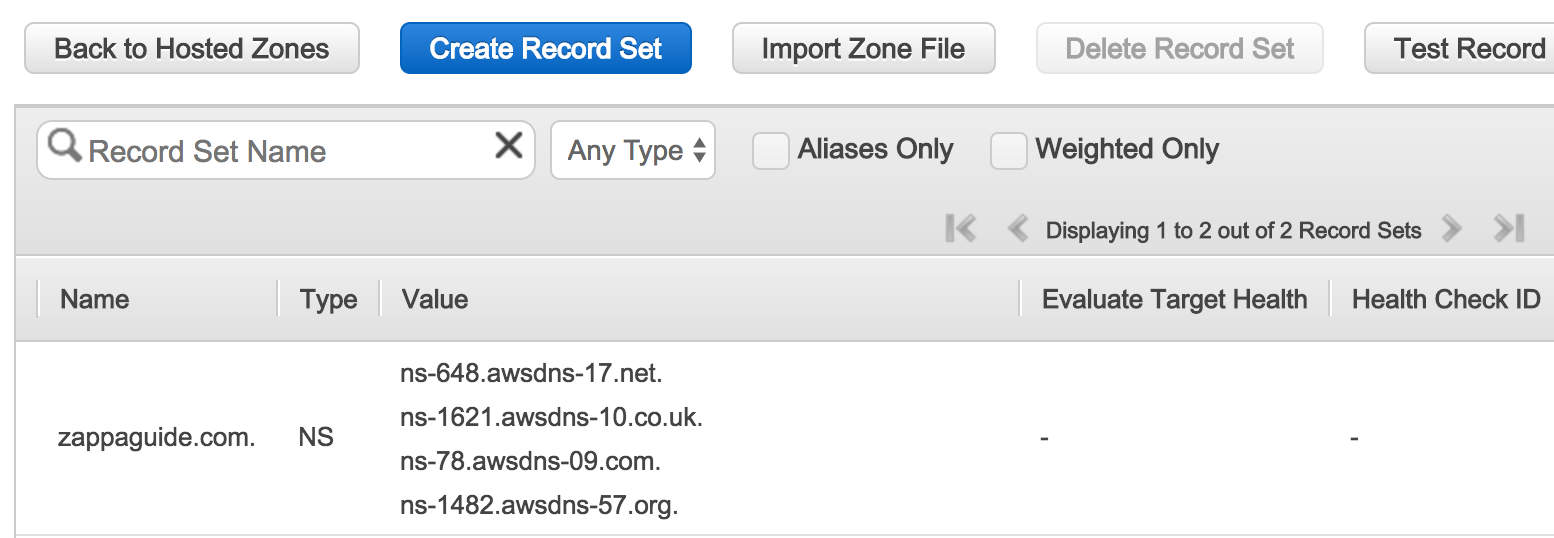 Back to Hosted Zones Create Record Set Import Zone File Delete Record Set Test Record
Record Set Name Any Type Aliases Only Weighted Only
Displaying 1 to 2 out of 2 Record Sets
Name Type Value Evaluate Target Health Health Check ID
ns-648.awsdns-17.net.
ns-1621.awsdns-10.co.uk.
zappaguide.com. NS - -
ns-78.awsdns-09.com.
ns-1482.awsdns-57.org.